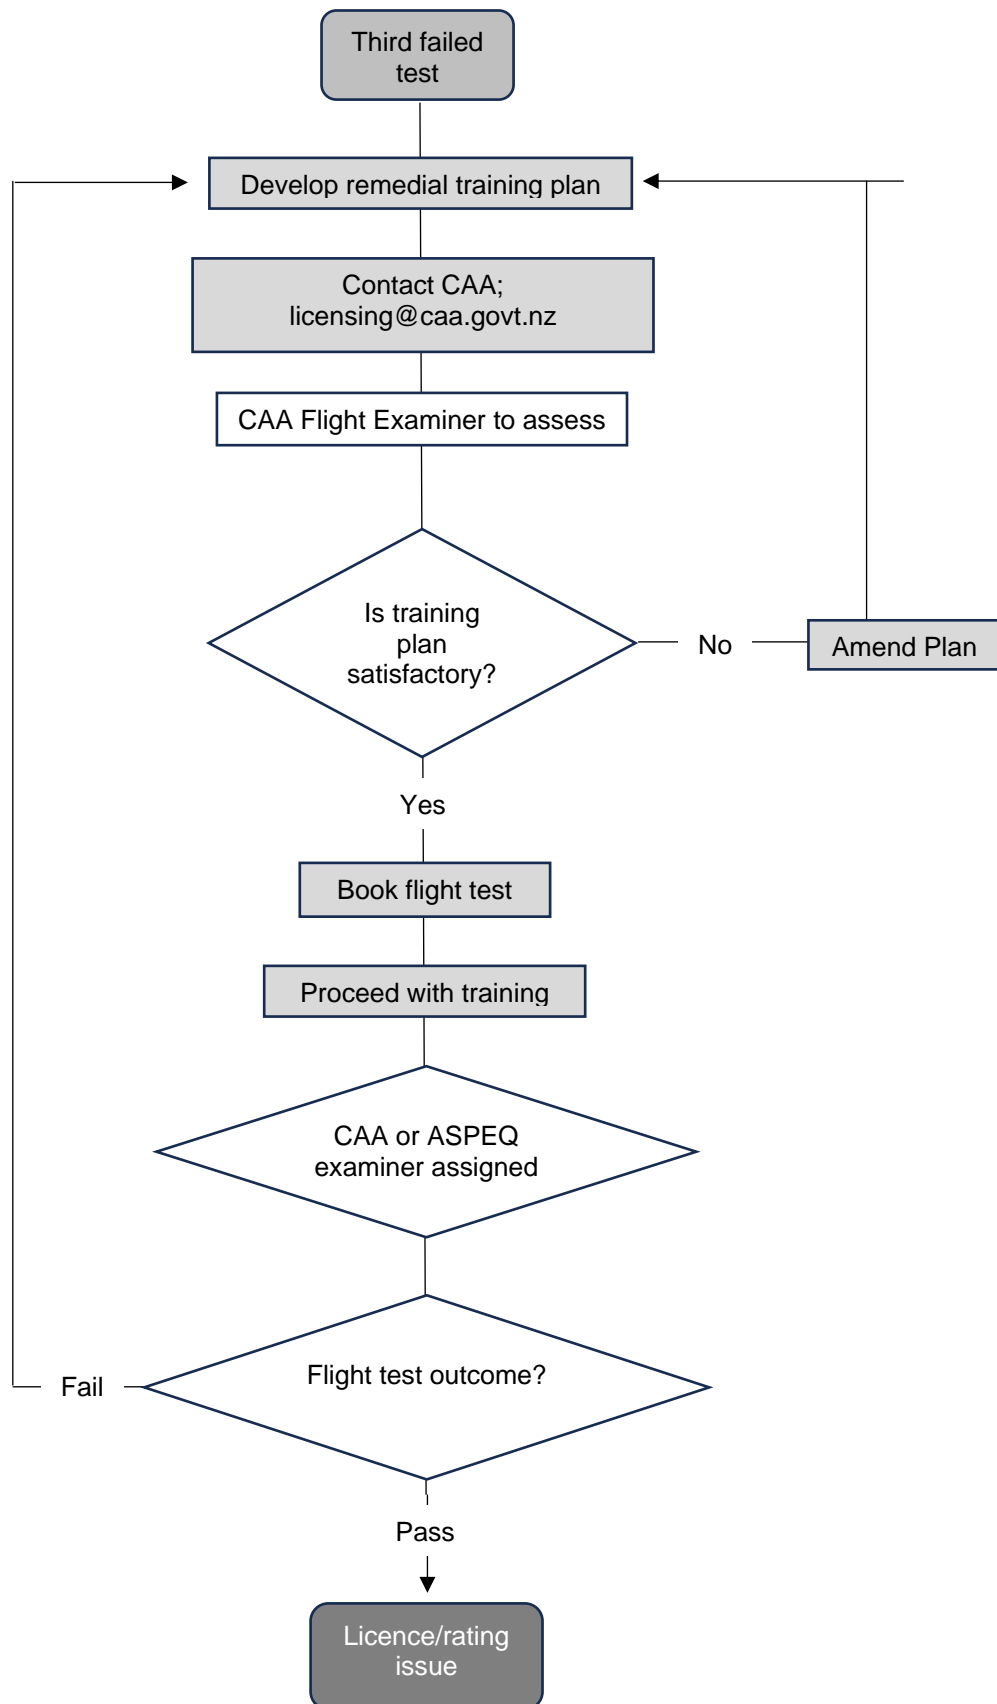 Third failed
test
Develop remedial training plan
Contact CAA;
licensing@caa.govt.nz
CAA Flight Examiner to assess
Is training
plan
satisfactory?
No
Amend Plan
Yes
Book flight test
Proceed with training
CAA or ASPEQ
examiner assigned
Flight test outcome?
Fail
Pass
Licence/rating
issue